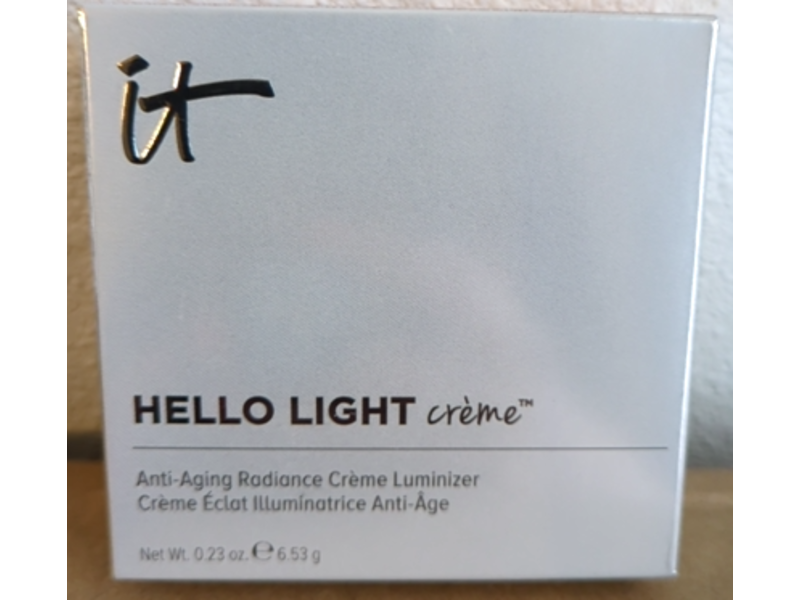 it
HELLO LIGHT crème™
Anti-Aging Radiance Crème Luminizer
Crème Éclat Illuminatrice Anti-Âge
Net Wt. 0.23 oz. ℮ 6.53 g